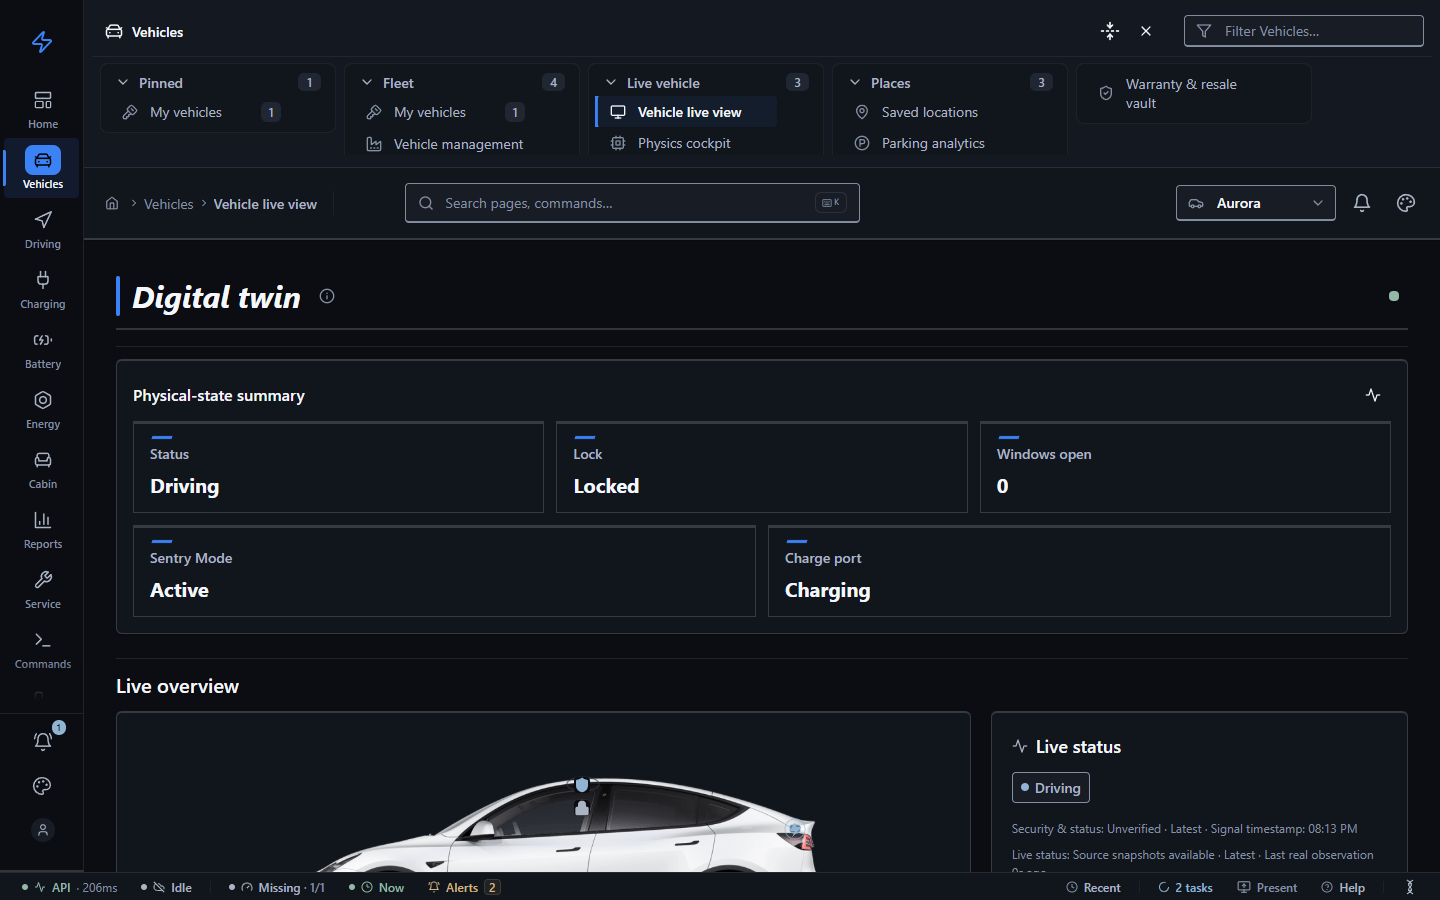 Vehicles
Filter Vehicles...
Pinned 1
My vehicles 1
Fleet 4
My vehicles 1
Vehicle management
Live vehicle 3
Vehicle live view
Physics cockpit
Places 3
Saved locations
Parking analytics
Warranty & resale
vault
Home
Vehicles
Driving
Charging
Battery
Energy
Cabin
Reports
Service
Commands
1
Vehicles
Vehicle live view
Search pages, commands...
K
Aurora
Digital twin
Physical-state summary
Status
Driving
Lock
Locked
Windows open
0
Sentry Mode
Active
Charge port
Charging
Live overview
Live status
Driving
Security & status: Unverified · Latest · Signal timestamp: 08:13 PM
Live status: Source snapshots available · Latest · Last real observation
API · 206ms
Idle
Missing · 1/1
Now
Alerts 2
Recent
2 tasks
Present
Help